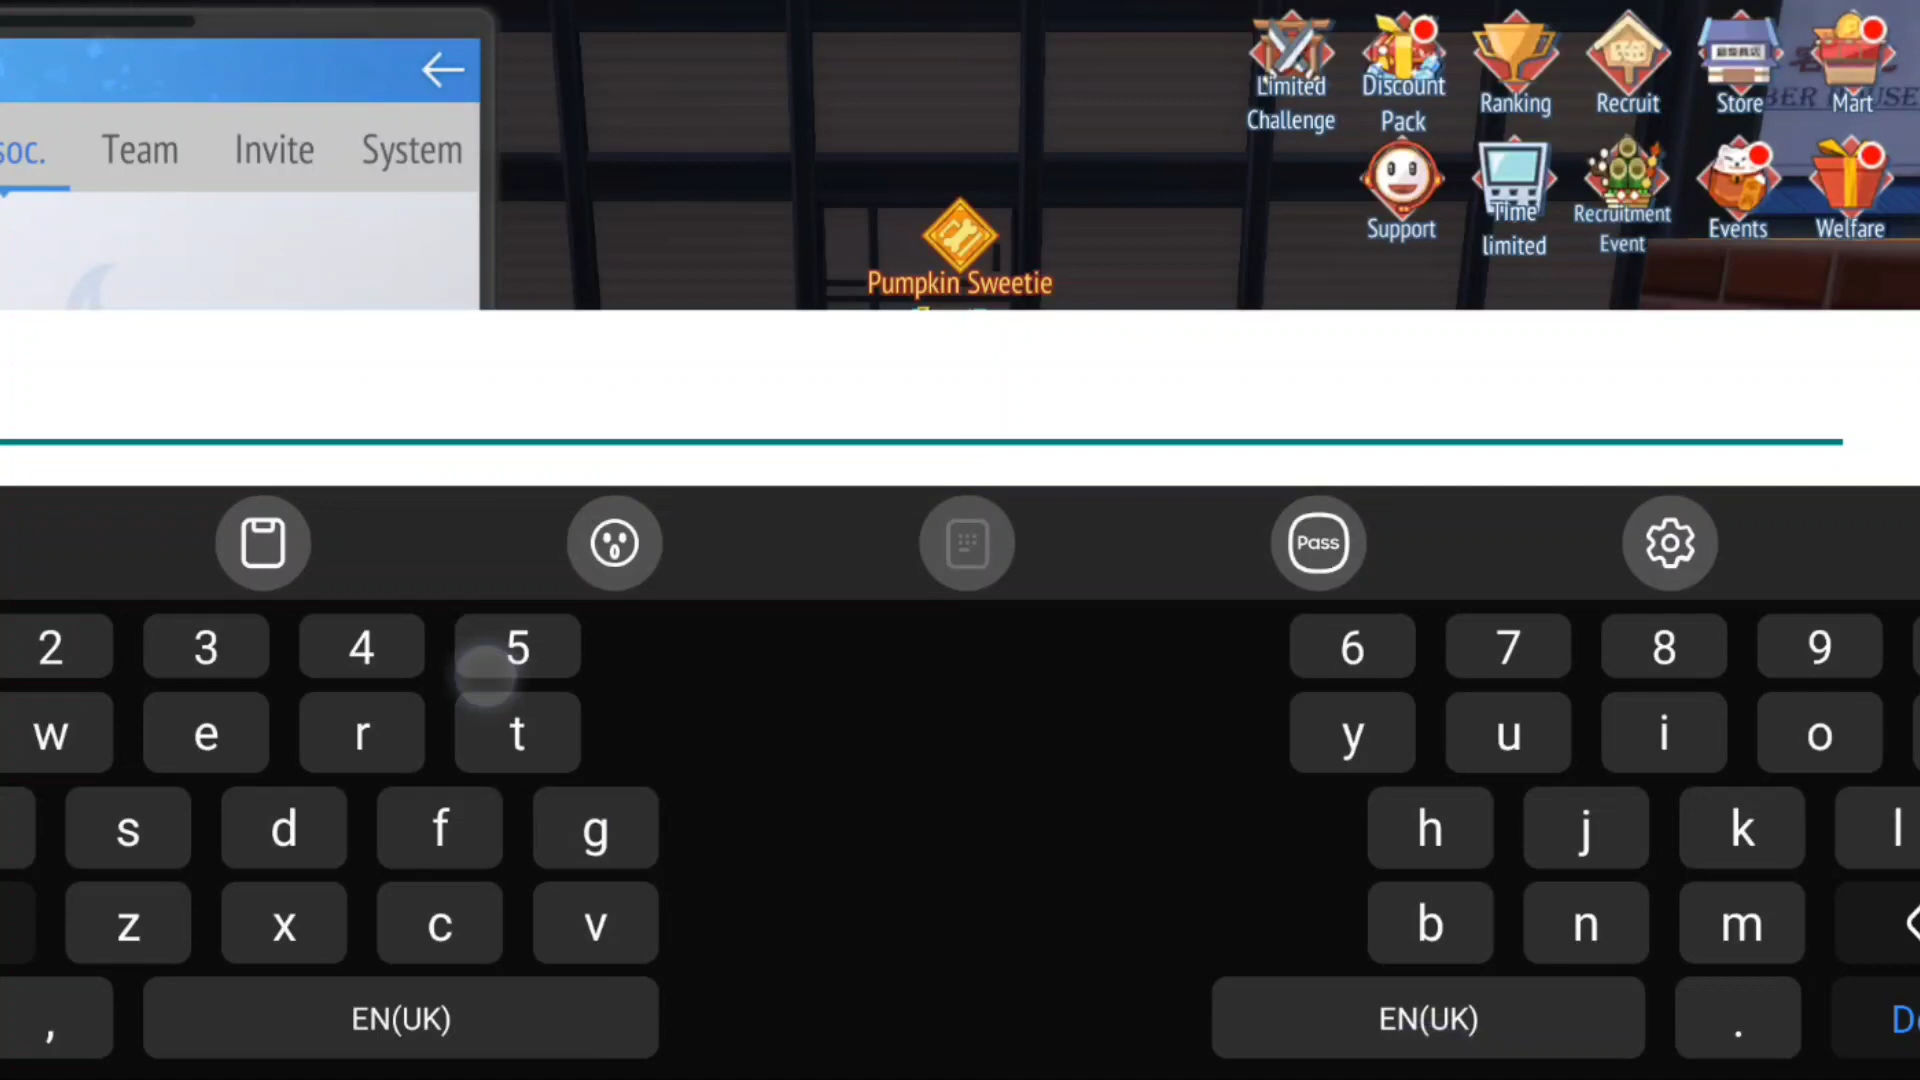 soc. Team Invite System
Limited Challenge
Discount Pack
Ranking
Recruit
Store
Mart
Support
Time limited
Recruitment Event
Events
Welfare
Pumpkin Sweetie
Pass
2 3 4 5 6 7 8 9
w e r t y u i o
s d f g h j k l
z x c v b n m
, EN(UK) EN(UK) .